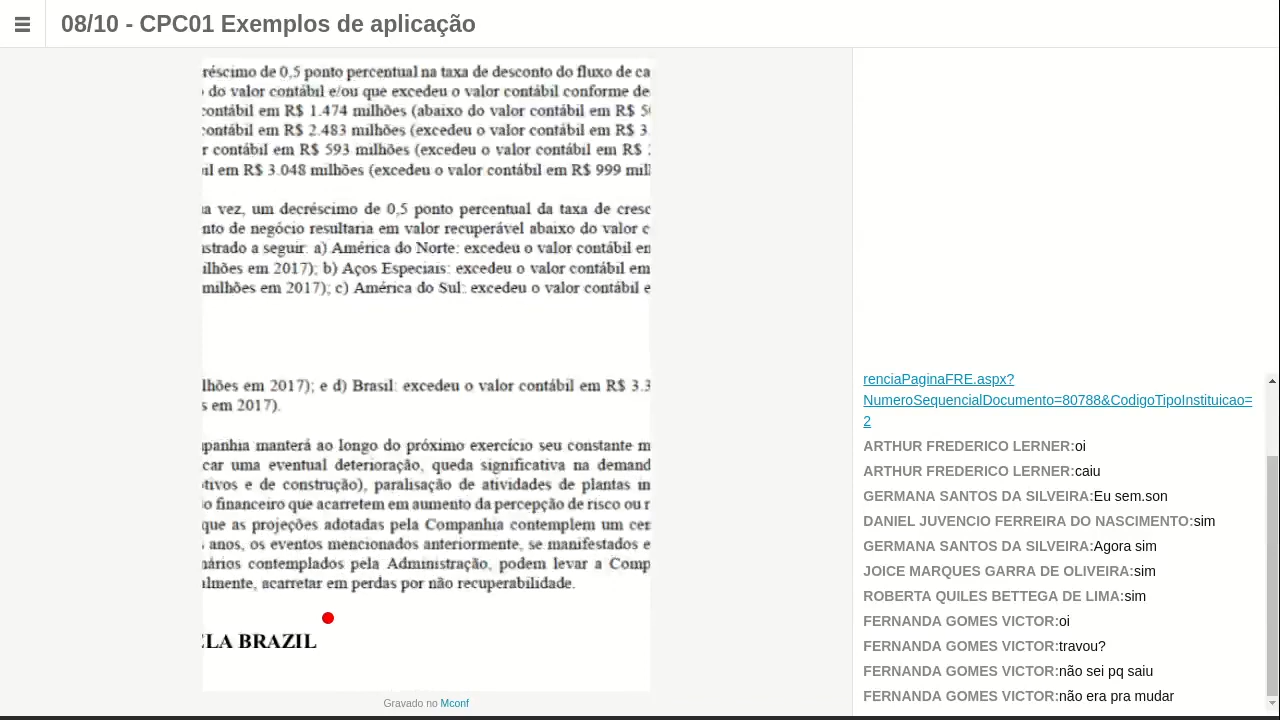 08/10 - CPC01 Exemplos de aplicação
réscimo de 0,5 ponto percentual na taxa de desconto do fluxo de ca
do valor contábil e/ou que excedeu o valor contábil conforme de
contábil em R$ 1.474 milhões (abaixo do valor contábil em R$
contábil em R$ 2.483 milhões (excedeu o valor contábil em R$ 3
r contábil em R$ 593 milhões (excedeu o valor contábil em R$
il em R$ 3.048 milhões (excedeu o valor contábil em R$ 999 mil
a vez, um decréscimo de 0,5 ponto percentual da taxa de cresc
nto de negócio resultaria em valor recuperável abaixo do valor c
strado a seguir: a) América do Norte: excedeu o valor contábil en
ilhões em 2017); b) Aços Especiais: excedeu o valor contábil em
milhões em 2017); c) América do Sul: excedeu o valor contábil e
lhões em 2017); e d) Brasil: excedeu o valor contábil em R$ 3.3
s em 2017).
panhia manterá ao longo do próximo exercício seu constante m
car uma eventual deterioração, queda significativa na demand
tivos e de construção), paralisação de atividades de plantas in
o financeiro que acarretem em aumento da percepção de risco ou r
que as projeções adotadas pela Companhia contemplem um cen
anos, os eventos mencionados anteriormente, se manifestados e
nários contemplados pela Administração, podem levar a Comp
lmente, acarretar em perdas por não recuperabilidade.
LA BRAZIL
Gravado no Mconf
renciaPaginaFRE.aspx?
NumeroSequencialDocumento=80788&CodigoTipoInstituicao=
2
ARTHUR FREDERICO LERNER:oi
ARTHUR FREDERICO LERNER:caiu
GERMANA SANTOS DA SILVEIRA:Eu sem.son
DANIEL JUVENCIO FERREIRA DO NASCIMENTO:sim
GERMANA SANTOS DA SILVEIRA:Agora sim
JOICE MARQUES GARRA DE OLIVEIRA:sim
ROBERTA QUILES BETTEGA DE LIMA:sim
FERNANDA GOMES VICTOR:oi
FERNANDA GOMES VICTOR:travou?
FERNANDA GOMES VICTOR:não sei pq saiu
FERNANDA GOMES VICTOR:não era pra mudar